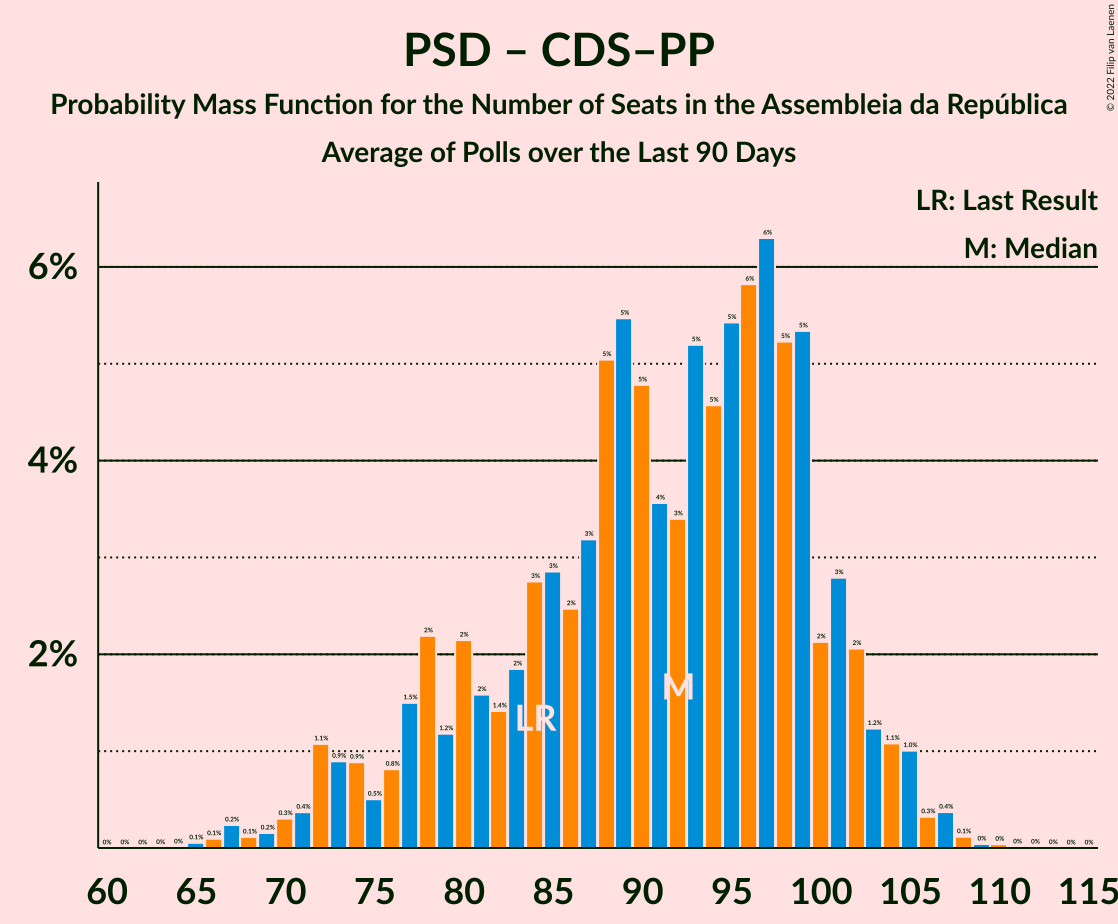 PSD – CDS–PP
Probability Mass Function for the Number of Seats in the Assembleia da República
Average of Polls over the Last 90 Days
© 2022 Filip van Laenen
LR: Last Result
M: Median
6%
4%
2%
0% 0% 0% 0% 0% 0.1% 0.1% 0.2% 0.1% 0.2% 0.3% 0.4% 1.1% 0.9% 0.9% 0.5% 0.8% 1.5% 2% 1.2% 2% 2% 1.4% 2% 3% 3% 2% 3% 5% 5% 5% 4% 3% 5% 5% 5% 6% 6% 5% 5% 2% 3% 2% 1.2% 1.1% 1.0% 0.3% 0.4% 0.1% 0% 0% 0% 0% 0% 0% 0%
M
LR
60 65 70 75 80 85 90 95 100 105 110 115